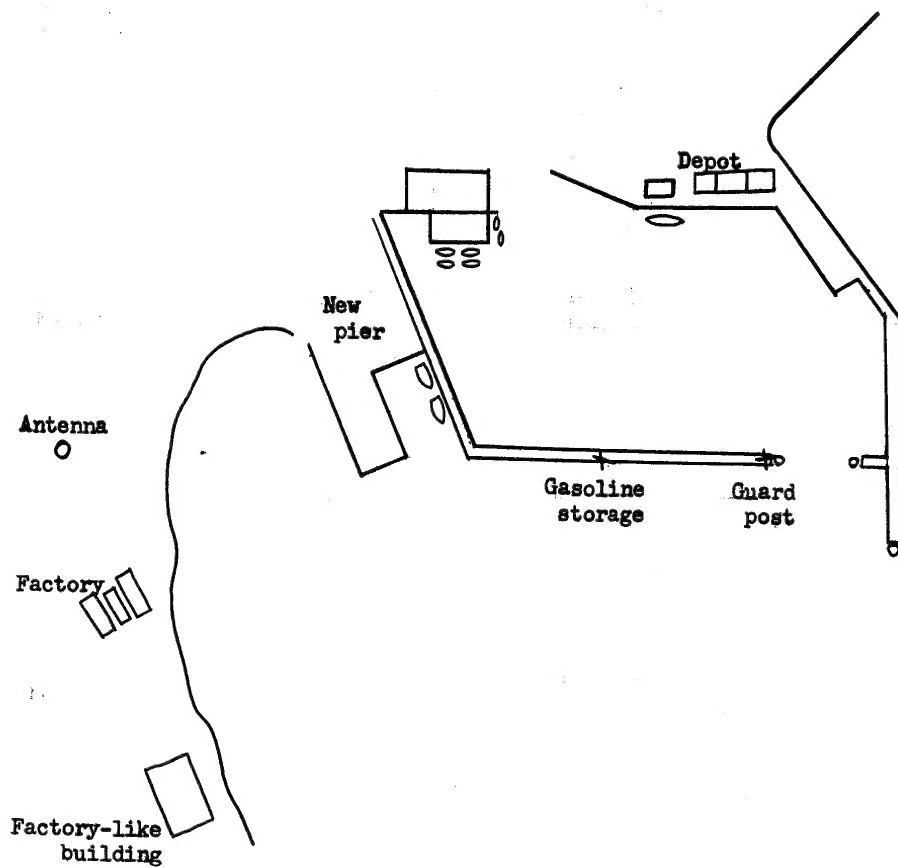 Depot
New
pier
Antenna
Gasoline
storage
Guard
post
Factory
Factory-like
building